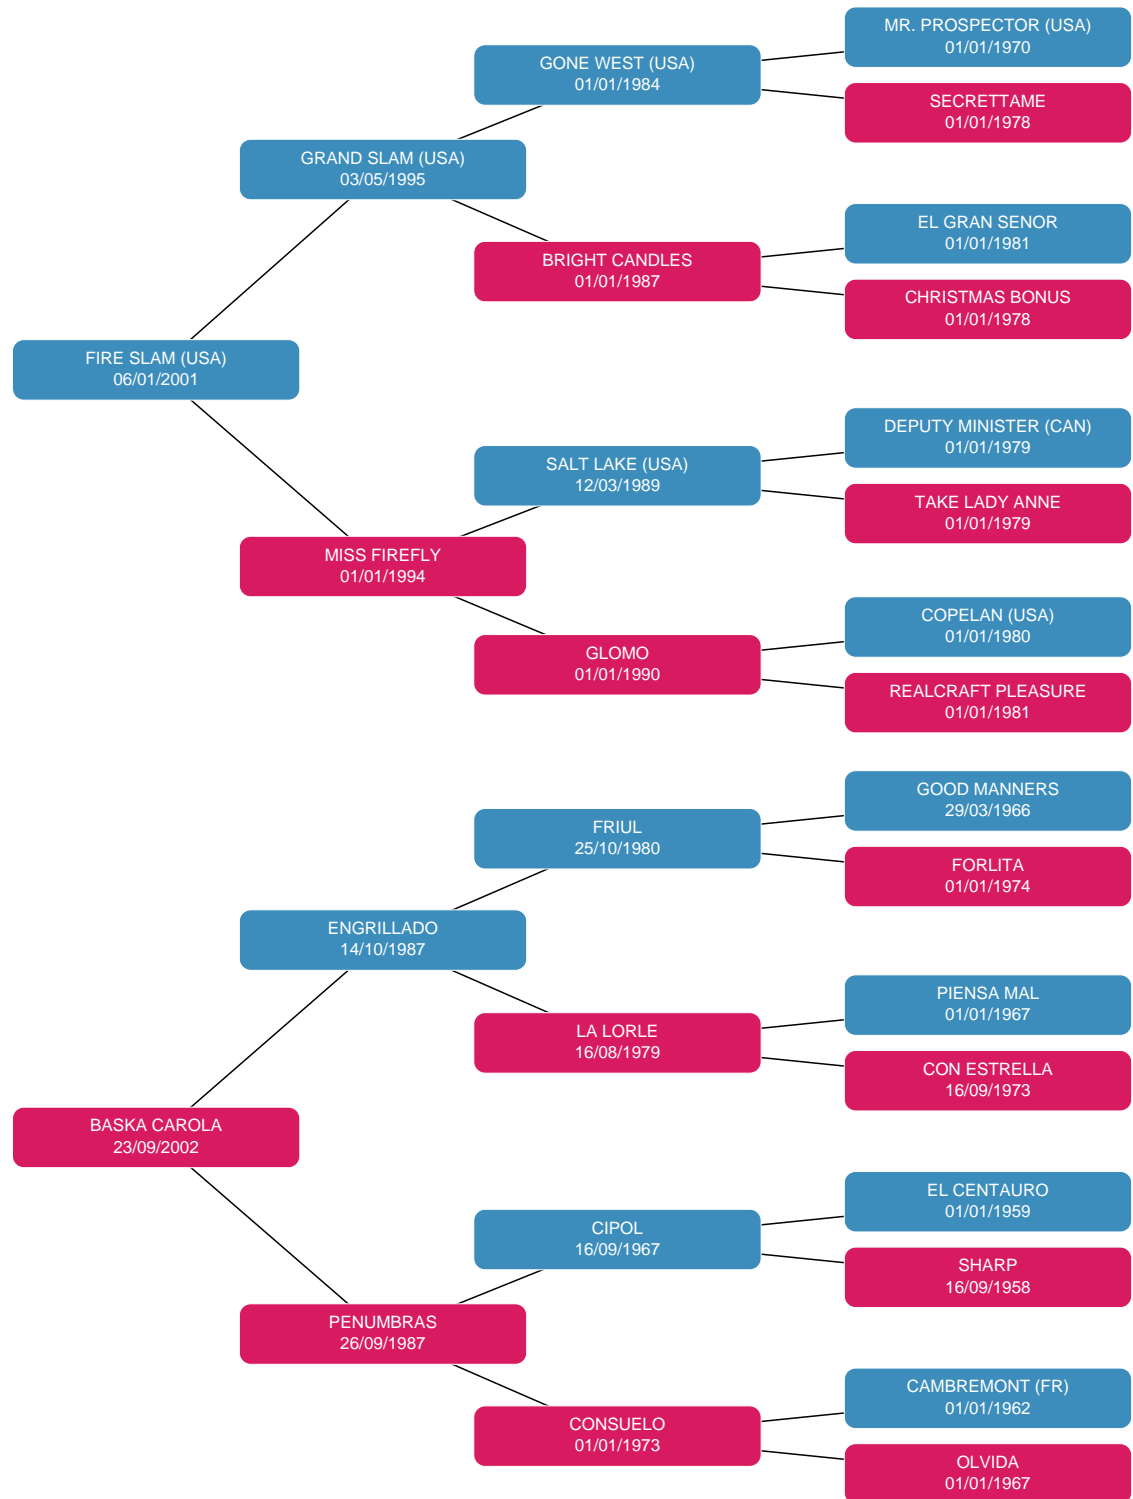 MR. PROSPECTOR (USA)
01/01/1970
GONE WEST (USA)
01/01/1984
SECRETTAME
01/01/1978
GRAND SLAM (USA)
03/05/1995
EL GRAN SENOR
01/01/1981
BRIGHT CANDLES
01/01/1987
CHRISTMAS BONUS
01/01/1978
FIRE SLAM (USA)
06/01/2001
DEPUTY MINISTER (CAN)
01/01/1979
SALT LAKE (USA)
12/03/1989
TAKE LADY ANNE
01/01/1979
MISS FIREFLY
01/01/1994
COPELAN (USA)
01/01/1980
GLOMO
01/01/1990
REALCRAFT PLEASURE
01/01/1981
GOOD MANNERS
29/03/1966
FRIUL
25/10/1980
FORLITA
01/01/1974
ENGRILLADO
14/10/1987
PIENSA MAL
01/01/1967
LA LORLE
16/08/1979
CON ESTRELLA
16/09/1973
BASKA CAROLA
23/09/2002
EL CENTAURO
01/01/1959
CIPOL
16/09/1967
SHARP
16/09/1958
PENUMBRAS
26/09/1987
CAMBREMONT (FR)
01/01/1962
CONSUELO
01/01/1973
OLVIDA
01/01/1967